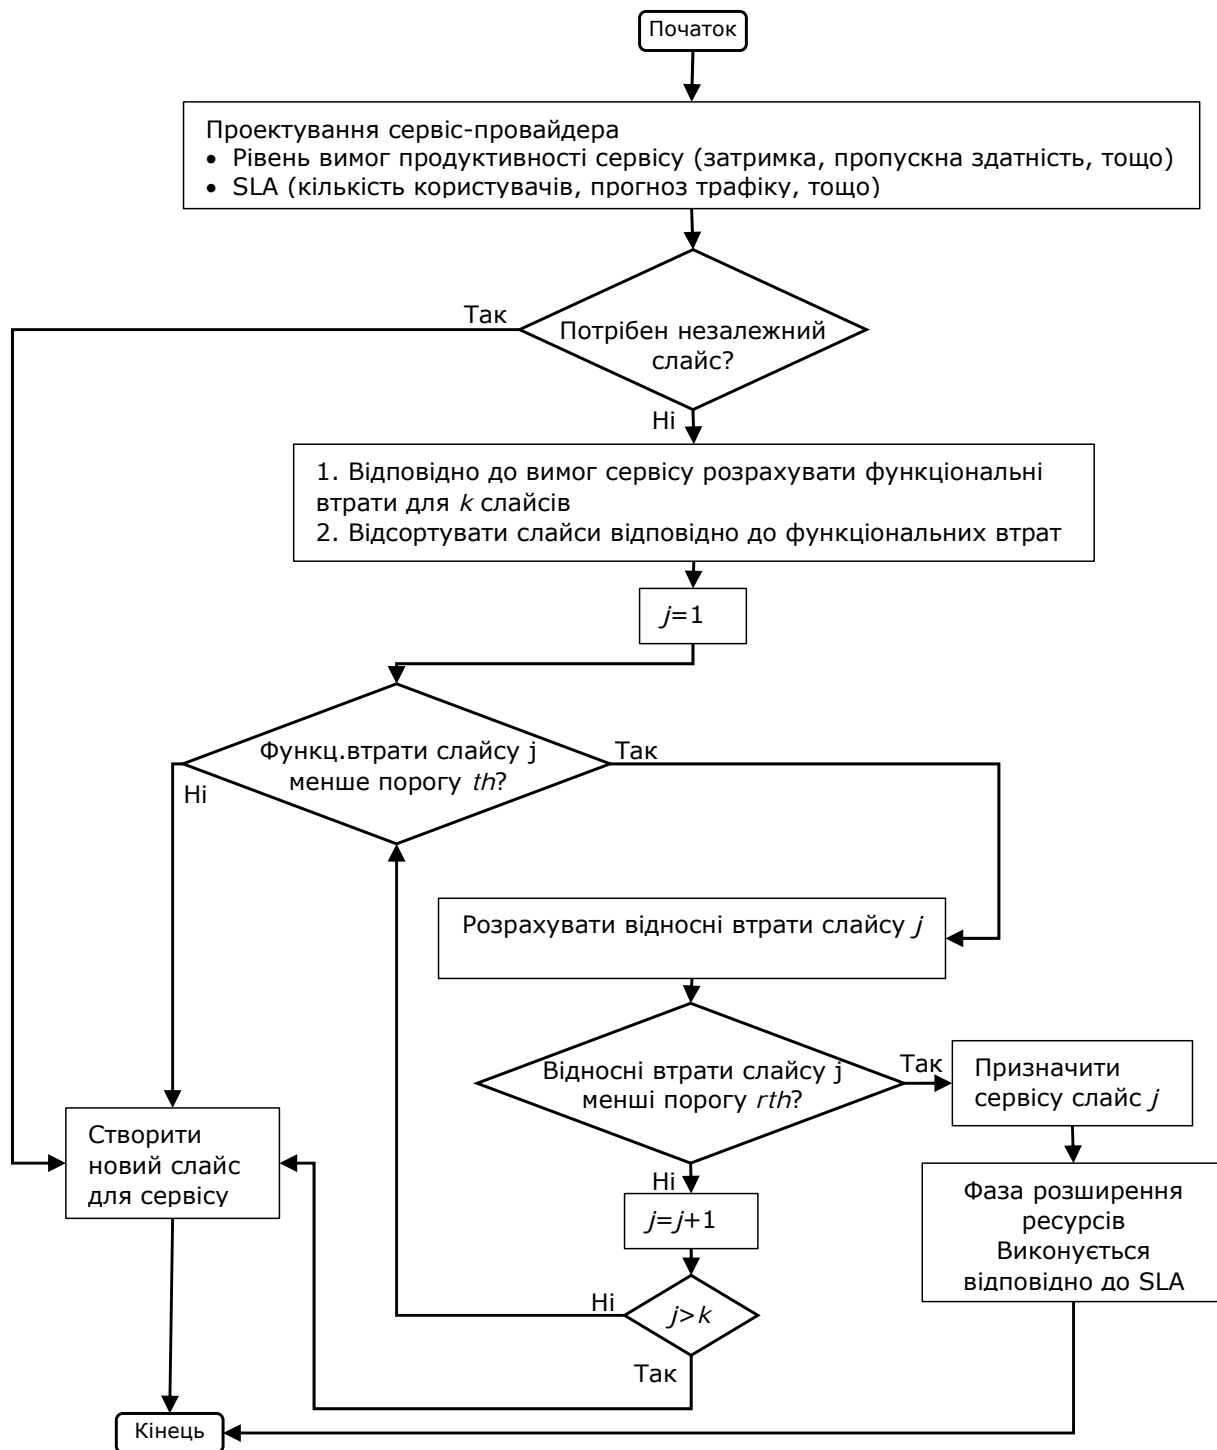 Початок
Проектування сервіс-провайдера
• Рівень вимог продуктивності сервісу (затримка, пропускна здатність, тощо)
• SLA (кількість користувачів, прогноз трафіку, тощо)
Так
Потрібен незалежний
слайс?
Ні
1. Відповідно до вимог сервісу розрахувати функціональні
втрати для k слайсів
2. Відсортувати слайси відповідно до функціональних втрат
j=1
Функц.втрати слайсу j
менше порогу th?
Так
Ні
Розрахувати відносні втрати слайсу j
Відносні втрати слайсу j
менші порогу rth?
Так
Призначити
сервісу слайс j
Створити
новий слайс
для сервісу
Ні
j=j+1
Фаза розширення
ресурсів
Виконується
відповідно до SLA
Ні
j>k
Так
Кінець